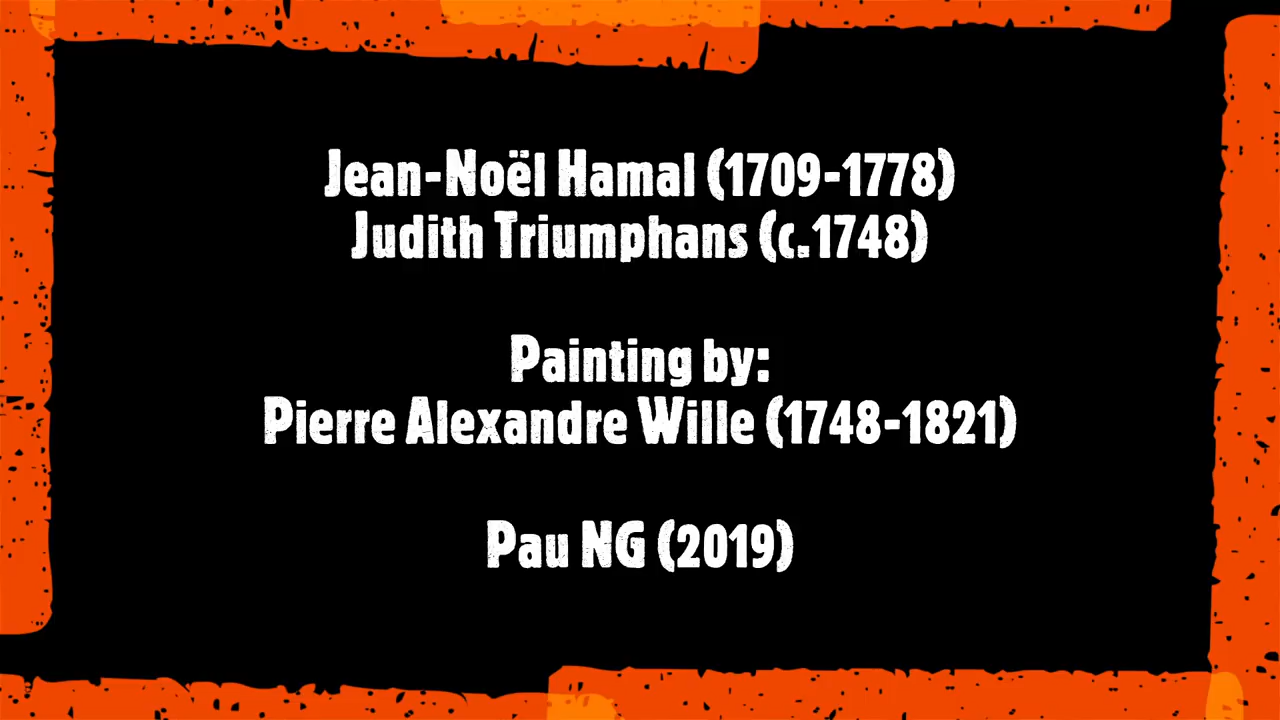 Jean-Noël Hamal (1709-1778)
Judith Triumphans (c.1748)
Painting by:
Pierre Alexandre Wille (1748-1821)
Pau NG (2019)